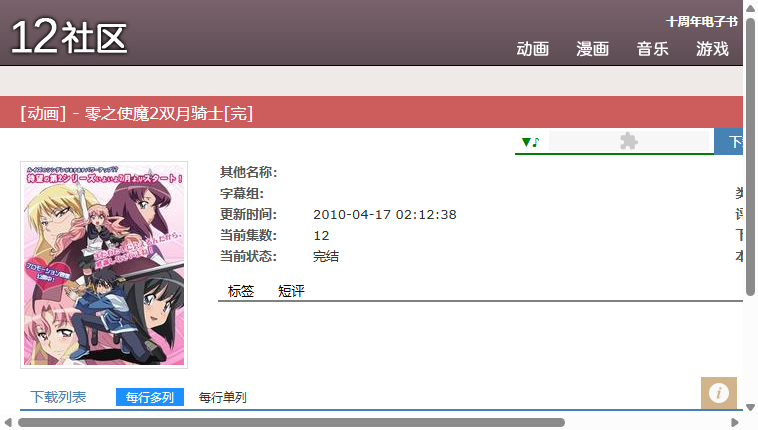 12社区
十周年电子书
动画 漫画 音乐 游戏
[动画] - 零之使魔2双月骑士[完]
▼♪
其他名称:
字幕组:
更新时间: 2010-04-17 02:12:38
当前集数: 12
当前状态: 完结
标签 短评
下载列表 每行多列 每行单列